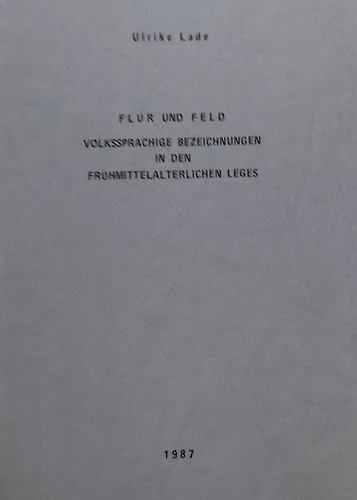 Ulrike Lade
FLUR UND FELD
VOLKSSPRACHIGE BEZEICHNUNGEN
IN DEN
FRÜHMITTELALTERLICHEN LEGES
1987